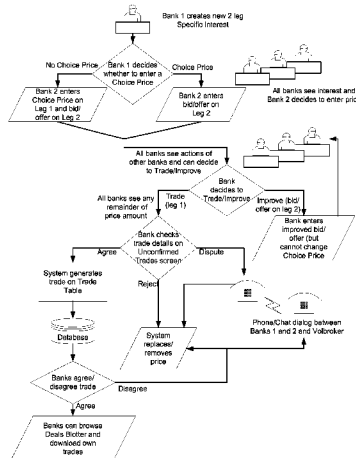 Bank 1 creates new 2 leg
Specific Interest
No Choice Price
Bank 1 decides
whether to enter a
Choice Price
Choice Price
Bank 2 enters
Choice Price on
Leg 1 and bid/
offer on Leg 2
Bank 2 enters
bid/offer on
Leg 2
All banks see interest and
Bank 2 decides to enter
All banks see actions of
other banks and can decide
to Trade/Improve
Bank
decides to
Trade/Improve
Trade
(leg 1)
Improve (bid/
offer on leg 2)
All banks see any
remainder of
price amount
Bank enters
improved bid/
offer (but
cannot change
Choice Price)
Bank checks
trade details on
Unconfirmed
Trades screen
Agree
Dispute
Reject
System generates
trade on Trade
Table
Database
System
replaces/
removes
price
Phone/Chat dialog between
Banks 1 and 2 and Volbroker
Banks agree/
disagree trade
Disagree
Agree
Banks can browse
Deals Blotter and
download own
trades